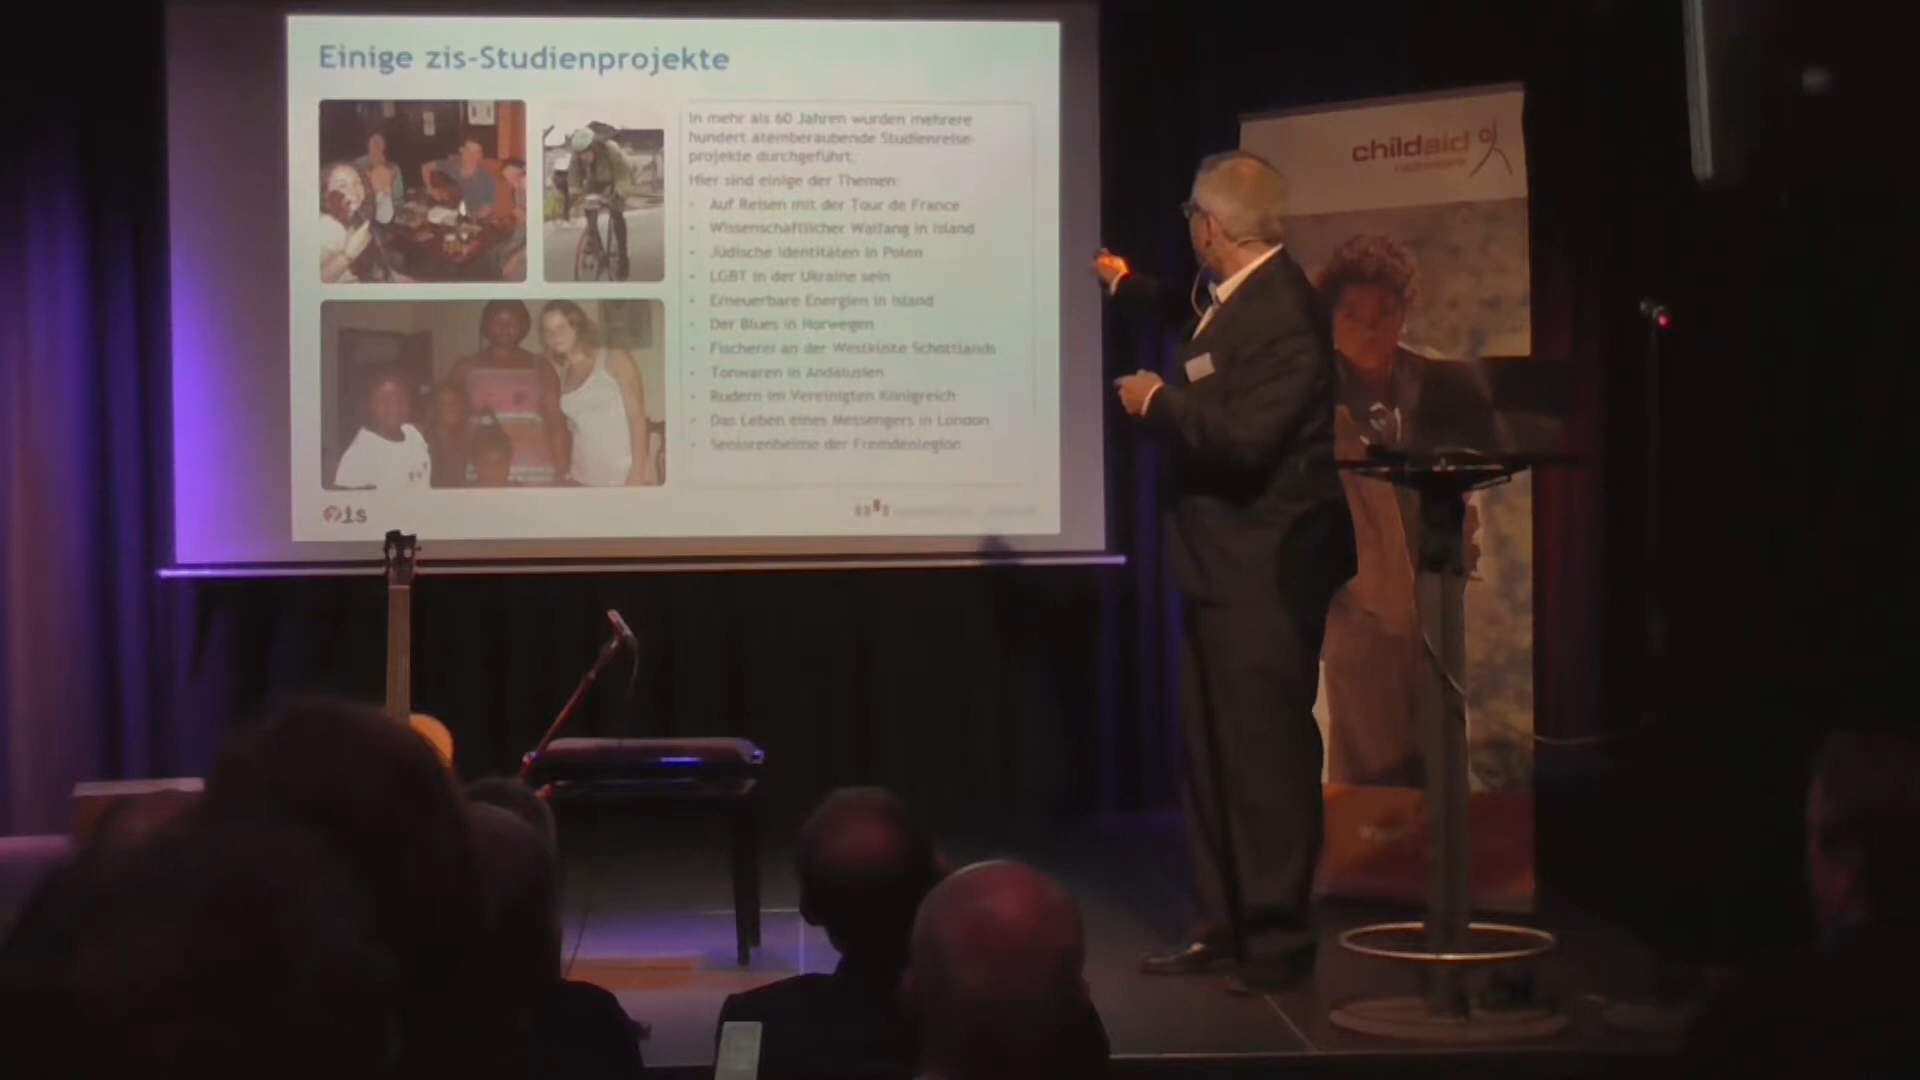 Einige zis-Studienprojekte
In mehr als 60 Jahren wurden mehrere
hundert atemberaubende Studienreise-
projekte durchgeführt.
Hier sind einige der Themen:
• Auf Reisen mit der Tour de France
• Wissenschaftlicher Walfang in Island
• Jüdische Identitäten in Polen
• LGBT in der Ukraine sein
• Erneuerbare Energien in Island
• Der Blues in Norwegen
• Fischerei an der Westküste Schottlands
• Tonwaren in Andalusien
• Rudern im Vereinigten Königreich
• Das Leben eines Messengers in London
• Seniorenheime der Fremdenlegion
zis
childaid
network